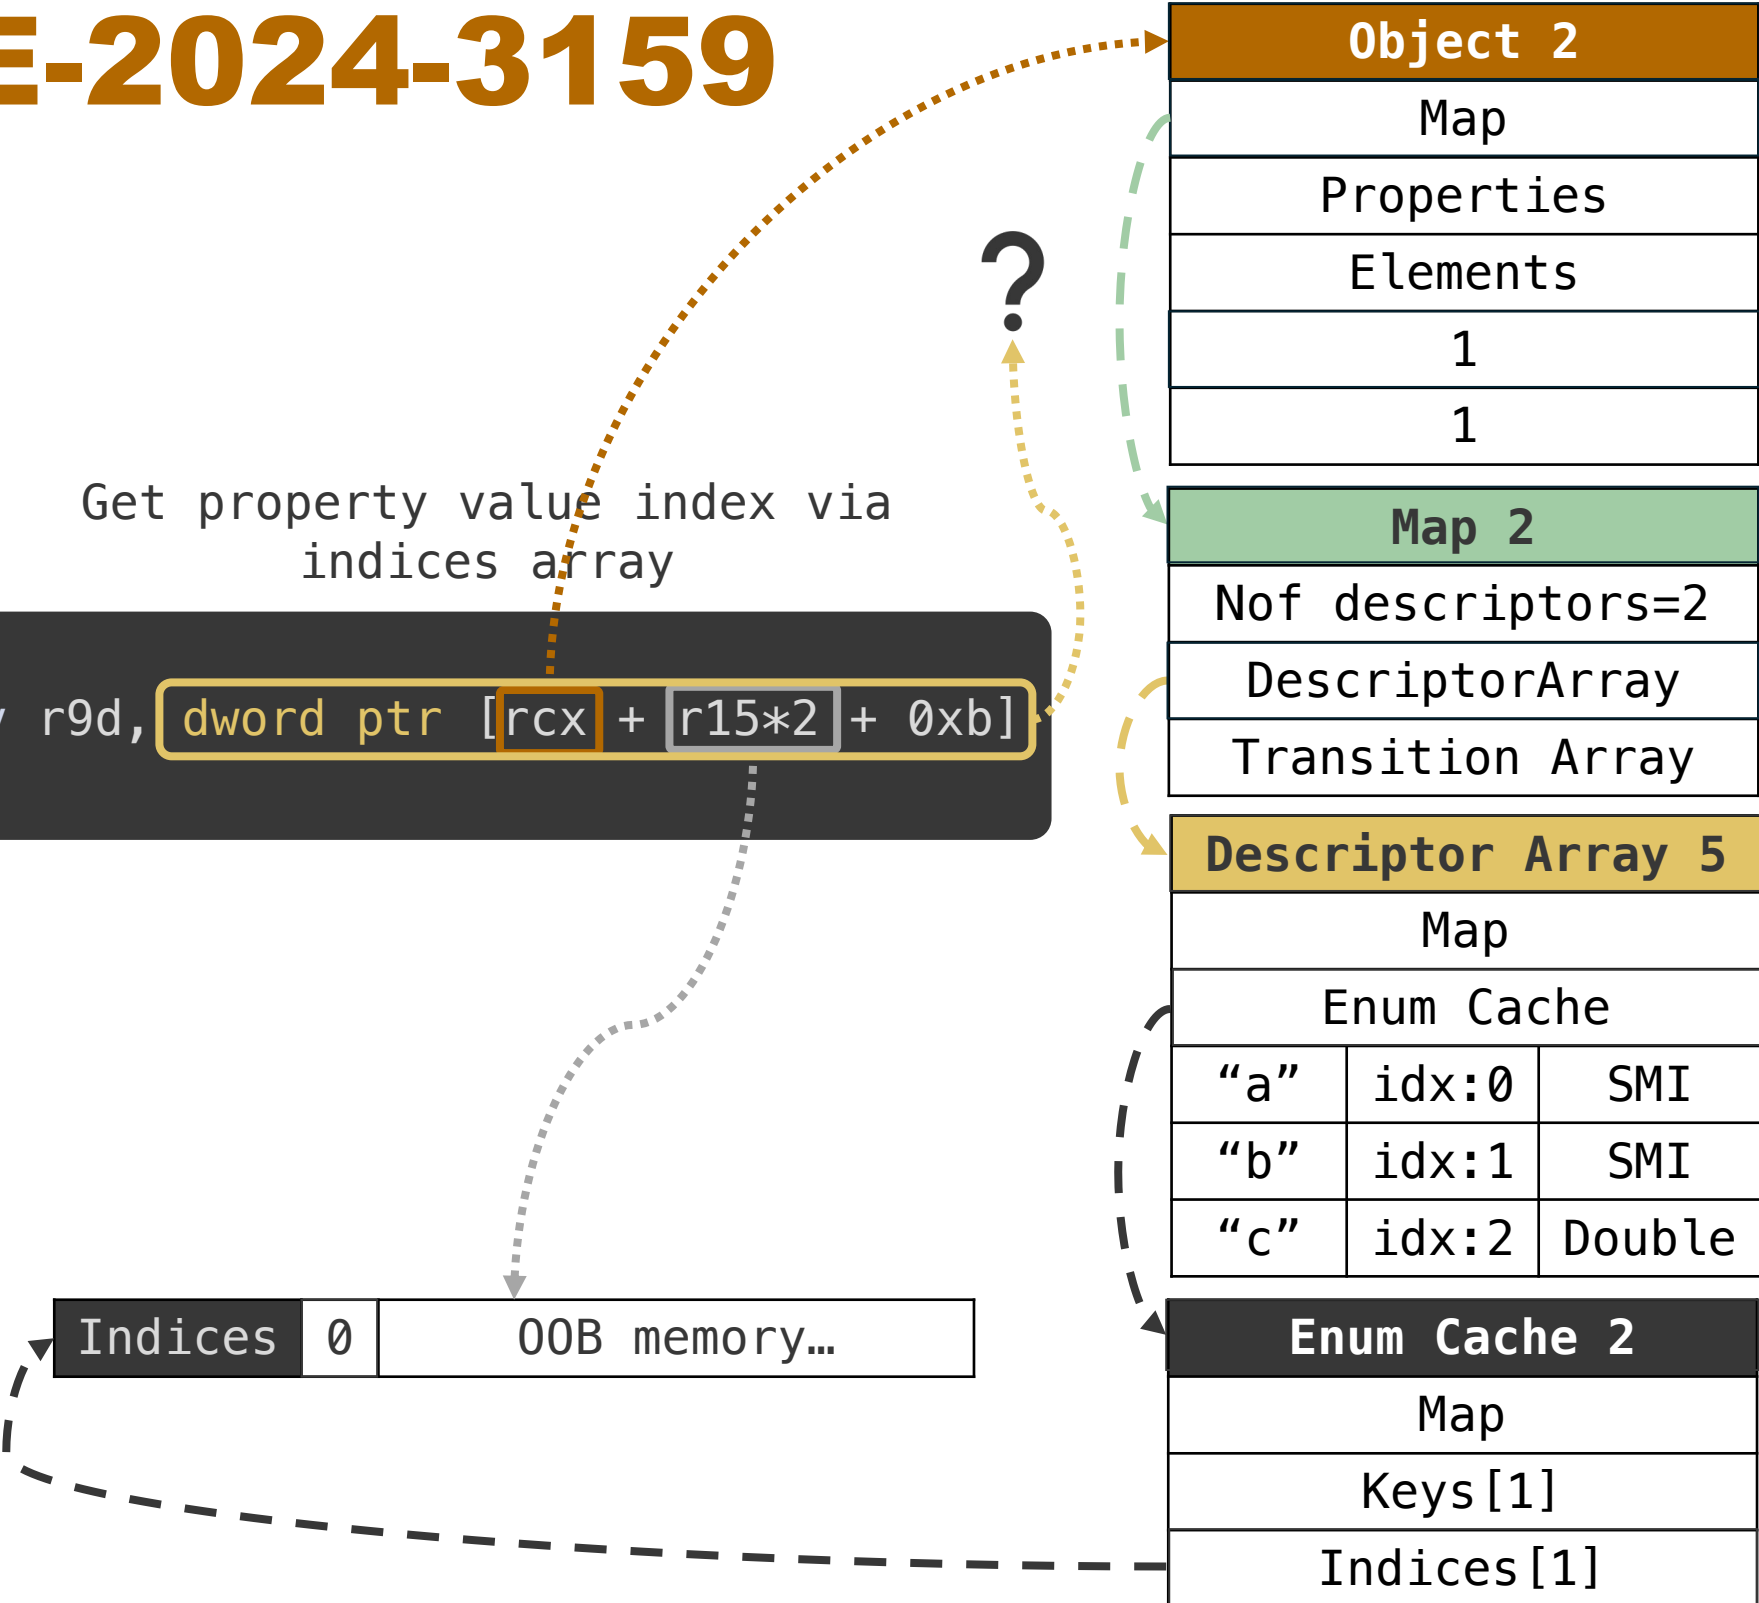 E-2024-3159
Object 2
Map
Properties
Elements
1
1
?
Get property value index via
indices array
r9d, dword ptr [rcx + r15*2 + 0xb]
Map 2
Nof descriptors=2
DescriptorArray
Transition Array
Descriptor Array 5
Map
Enum Cache
“a” idx:0 SMI
“b” idx:1 SMI
“c” idx:2 Double
Indices 0 OOB memory…
Enum Cache 2
Map
Keys[1]
Indices[1]